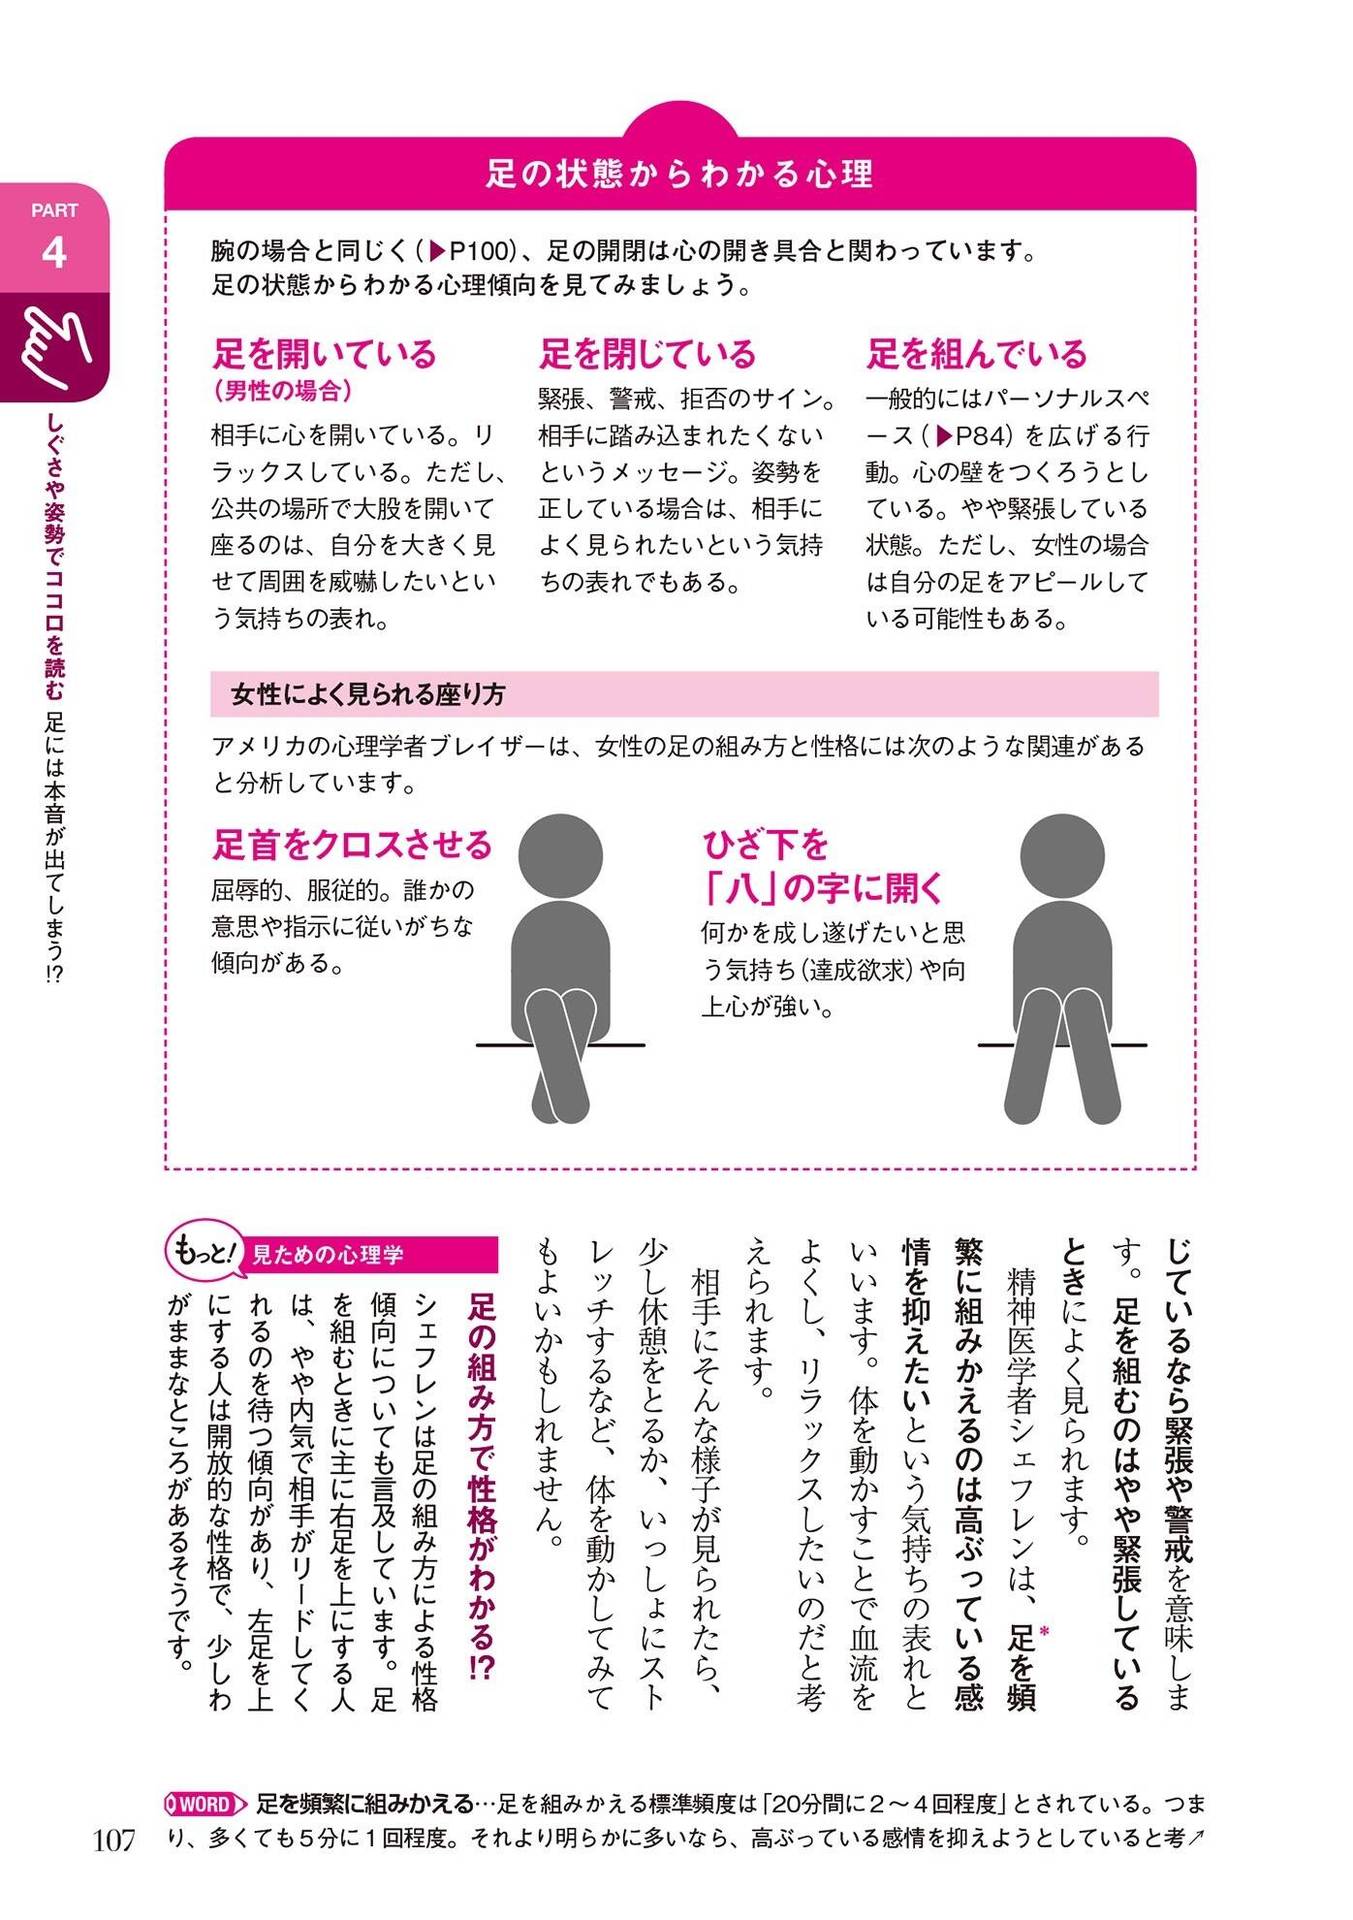 PART
4
しぐさや姿勢でココロを読む 足には本音が出てしまう!?
足の状態からわかる心理
腕の場合と同じく(▶P100)、足の開閉は心の開き具合と関わっています。
足の状態からわかる心理傾向を見てみましょう。
足を開いている
(男性の場合)
相手に心を開いている。リ
ラックスしている。ただし、
公共の場所で大股を開いて
座るのは、自分を大きく見
せて周囲を威嚇したいとい
う気持ちの表れ。
足を閉じている
緊張、警戒、拒否のサイン。
相手に踏み込まれたくない
というメッセージ。姿勢を
正している場合は、相手に
よく見られたいという気持
ちの表れでもある。
足を組んでいる
一般的にはパーソナルスペ
ース(▶P84)を広げる行
動。心の壁をつくろうとし
ている。やや緊張している
状態。ただし、女性の場合
は自分の足をアピールして
いる可能性もある。
女性によく見られる座り方
アメリカの心理学者ブレイザーは、女性の足の組み方と性格には次のような関連がある
と分析しています。
足首をクロスさせる
屈辱的、服従的。誰かの
意思や指示に従いがちな
傾向がある。
ひざ下を
「八」の字に開く
何かを成し遂げたいと思
う気持ち(達成欲求)や向
上心が強い。
じているなら緊張や警戒を意味しま
す。足を組むのはやや緊張している
ときによく見られます。
精神医学者シェフレンは、足を頻
*
繁に組みかえるのは高ぶっている感
情を抑えたいという気持ちの表れと
いいます。体を動かすことで血流を
よくし、リラックスしたいのだと考
えられます。
相手にそんな様子が見られたら、
少し休憩をとるか、いっしょにスト
レッチするなど、体を動かしてみて
もよいかもしれません。
もっと! 見ための心理学
足の組み方で性格がわかる!?
シェフレンは足の組み方による性格
傾向についても言及しています。足
を組むときに主に右足を上にする人
は、やや内気で相手がリードしてく
れるのを待つ傾向があり、左足を上
にする人は開放的な性格で、少しわ
がままなところがあるそうです。
WORD 足を頻繁に組みかえる…足を組みかえる標準頻度は「20分間に2〜4回程度」とされている。つま
り、多くても5分に1回程度。それより明らかに多いなら、高ぶっている感情を抑えようとしていると考↗
107